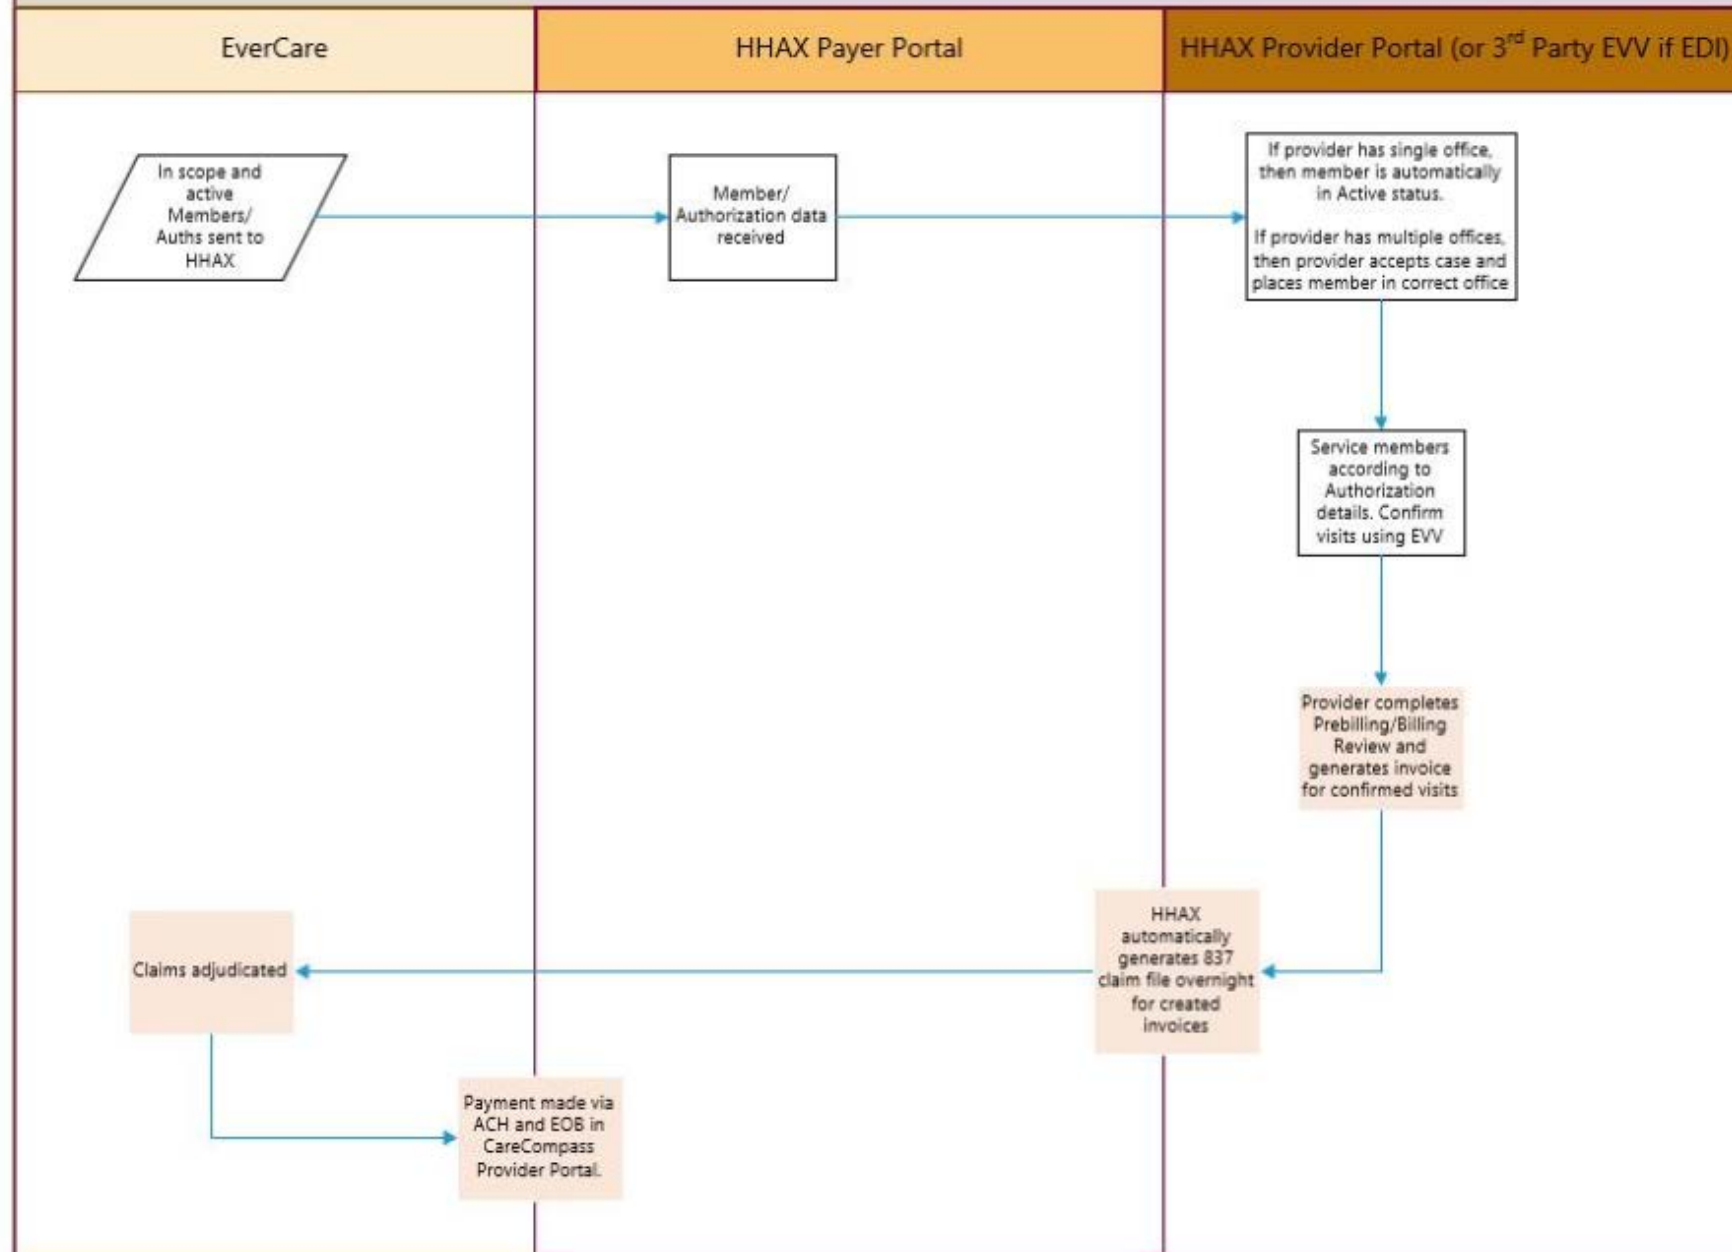 EverCare
HHAX Payer Portal
HHAX Provider Portal (or 3rd Party EVV if EDI)
In scope and
active
Members/
Auths sent to
HHAX
Member/
Authorization data
received
If provider has single office,
then member is automatically
in Active status.
If provider has multiple offices,
then provider accepts case and
places member in correct office
Service members
according to
Authorization
details. Confirm
visits using EVV
Provider completes
Prebilling/Billing
Review and
generates invoice
for confirmed visits
HHAX
automatically
generates 837
claim file overnight
for created
invoices
Claims adjudicated
Payment made via
ACH and EOB in
CareCompass
Provider Portal.